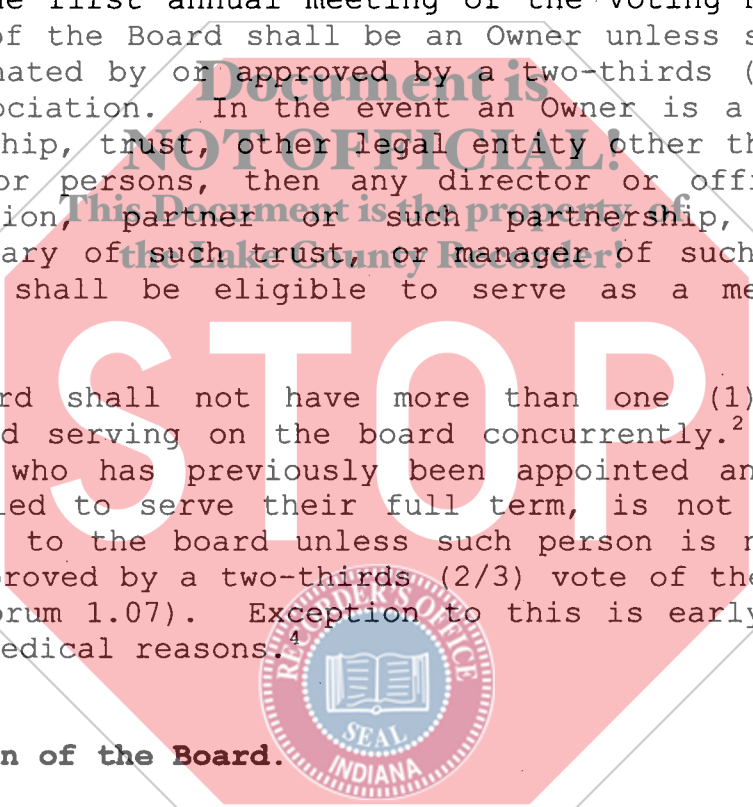 e first annual meeting of the voting
of the Board shall be an Owner unless s
nated by or approved by a two-thirds (
Document is
ociation. In the event an Owner is a
NOT OFFICIAL!
hip, trust, other legal entity other th
or persons, then any director or offi
This Document is the property of
ion, partner or such partnership,
the Lake County Recorder!
ary of such trust, or manager of such
shall be eligible to serve as a me
STOP
rd shall not have more than one (1)
d serving on the board concurrently.2
who has previously been appointed an
led to serve their full term, is not
to the board unless such person is n
proved by a two-thirds (2/3) vote of the
orum 1.07). Exception to this is early
edical reasons.4
RECORDER'S OFFICE
SEAL
INDIANA
n of the Board.